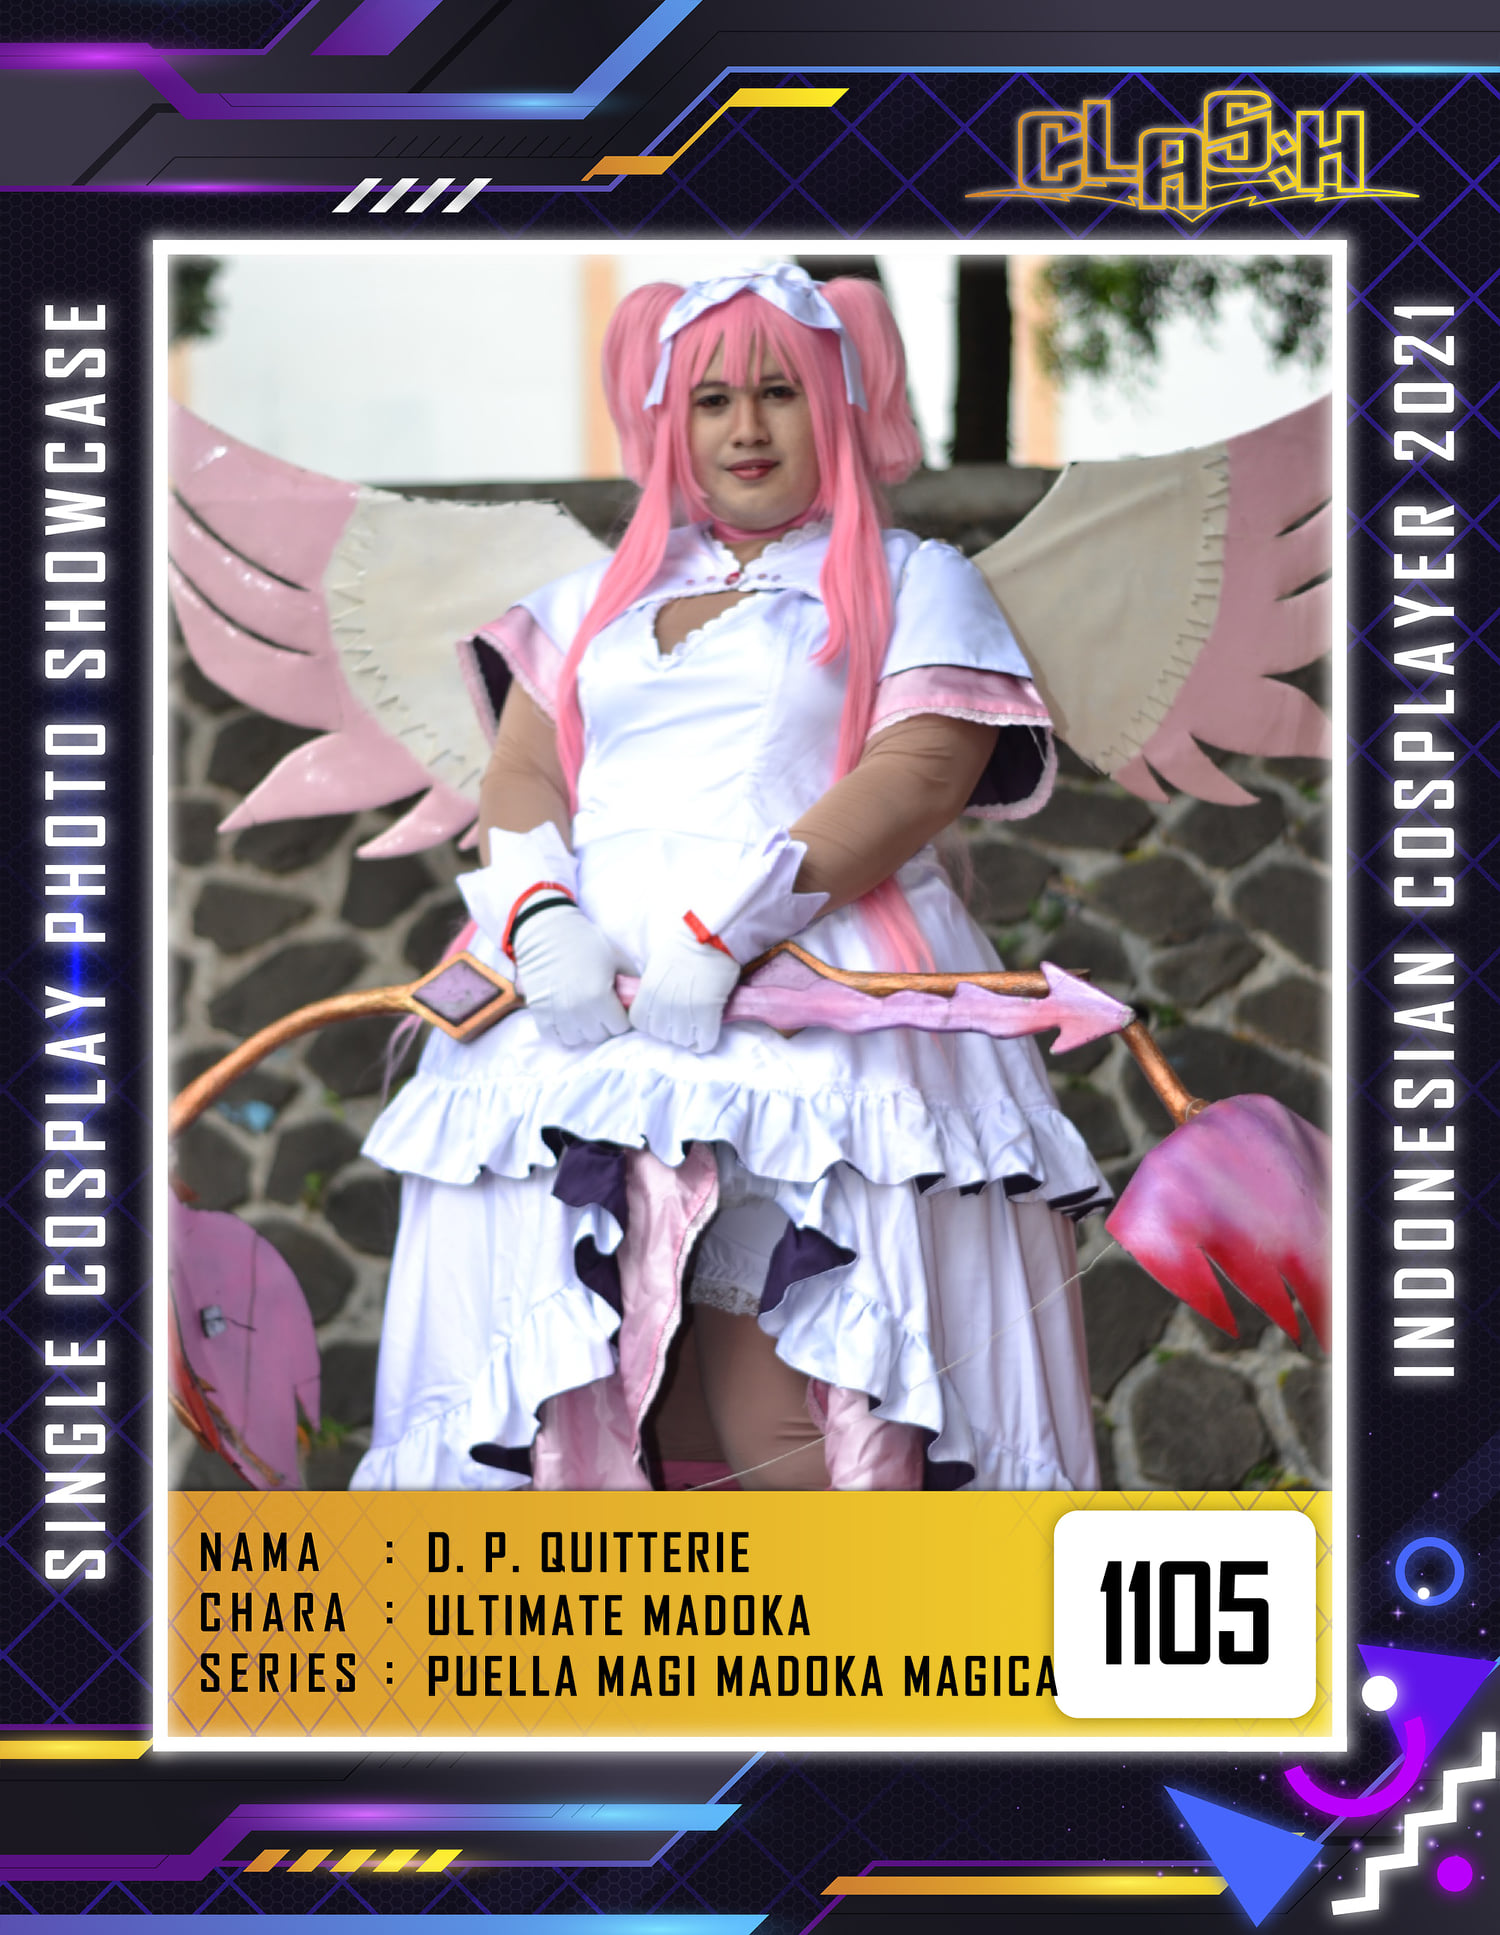 CLAS:H
SINGLE COSPLAY PHOTO SHOWCASE
INDONESIAN COSPLAYER 2021
NAMA : D. P. QUITTERIE
CHARA : ULTIMATE MADOKA
SERIES : PUELLA MAGI MADOKA MAGICA
1105